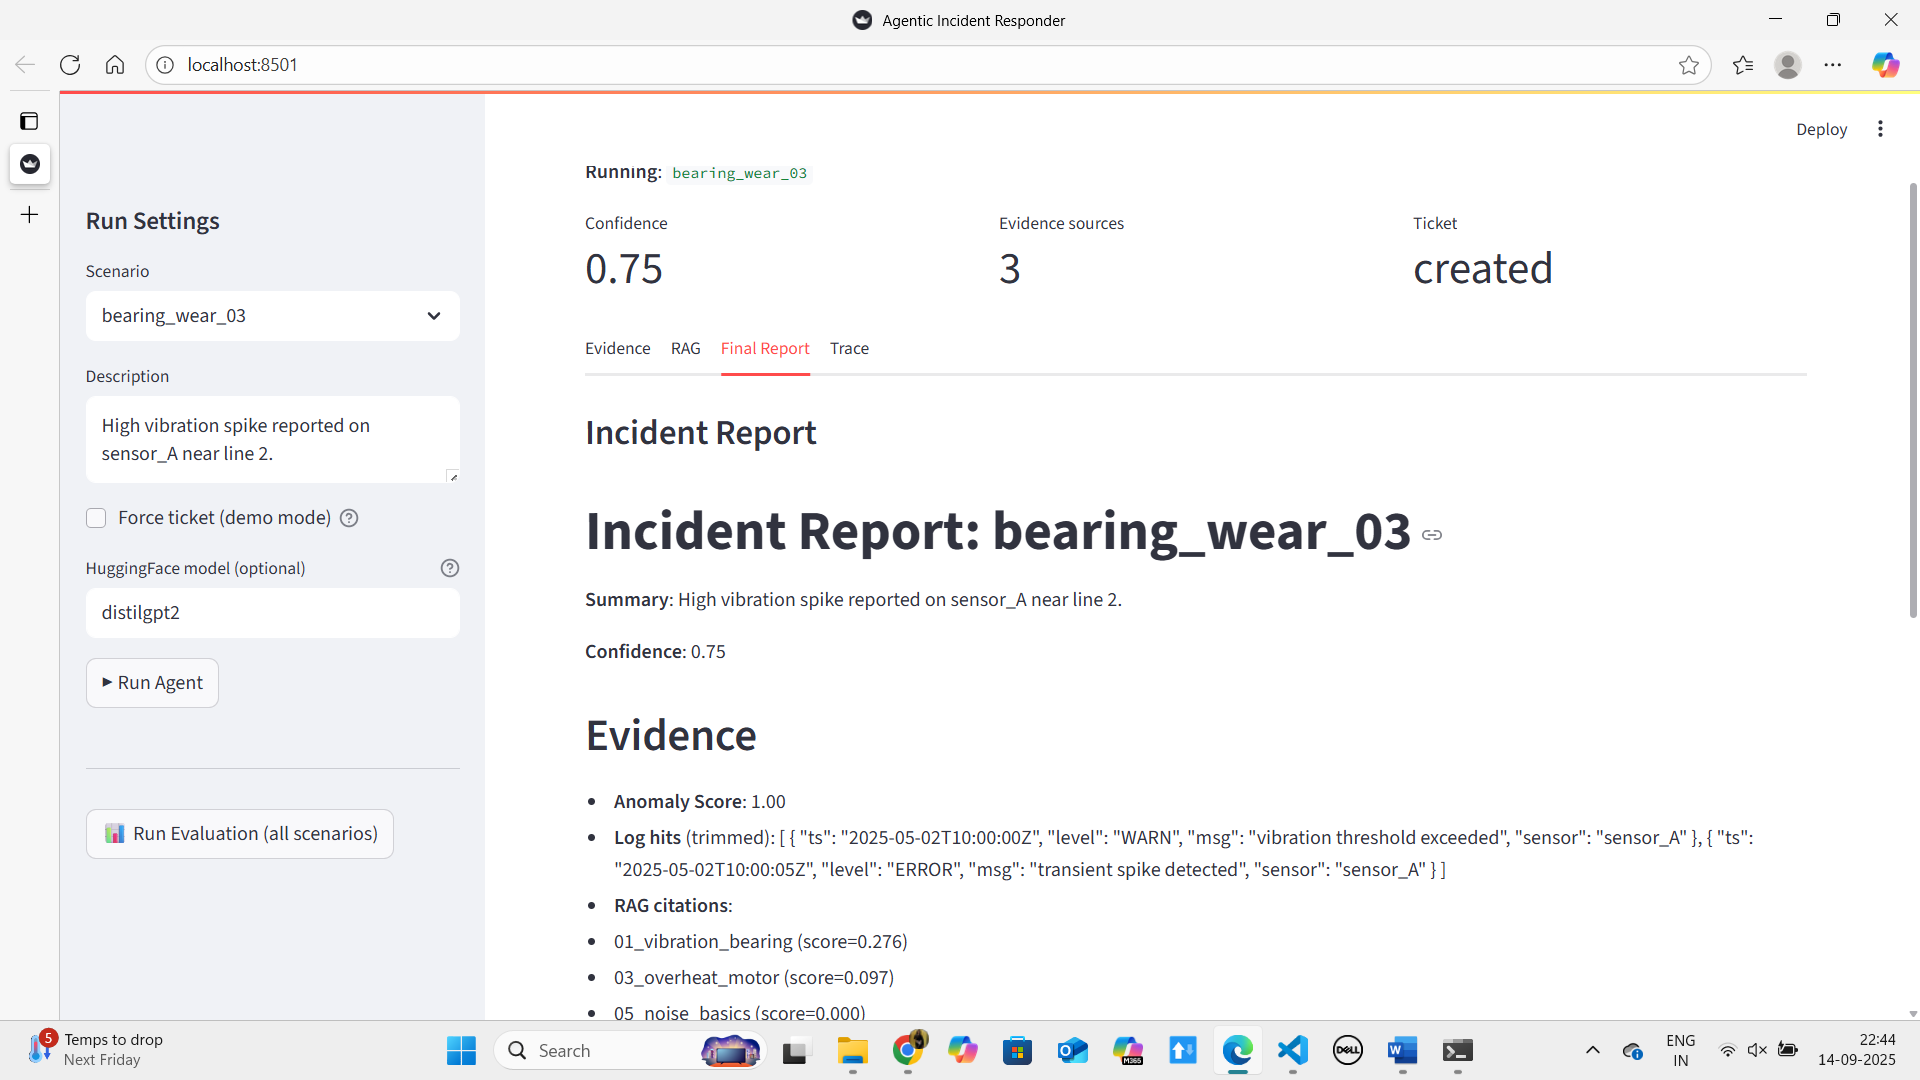 Agentic Incident Responder
localhost:8501
Deploy
Run Settings
Scenario
bearing_wear_03
Description
High vibration spike reported on
sensor_A near line 2.
Force ticket (demo mode)
HuggingFace model (optional)
distilgpt2
Run Agent
Run Evaluation (all scenarios)
Running: bearing_wear_03
Confidence
0.75
Evidence sources
3
Ticket
created
Evidence RAG Final Report Trace
Incident Report
Incident Report: bearing_wear_03
Summary: High vibration spike reported on sensor_A near line 2.
Confidence: 0.75
Evidence
Anomaly Score: 1.00
Log hits (trimmed): [ { "ts": "2025-05-02T10:00:00Z", "level": "WARN", "msg": "vibration threshold exceeded", "sensor": "sensor_A" }, { "ts":
"2025-05-02T10:00:05Z", "level": "ERROR", "msg": "transient spike detected", "sensor": "sensor_A" } ]
RAG citations:
01_vibration_bearing (score=0.276)
03_overheat_motor (score=0.097)
05_noise_basics (score=0.000)
5
Temps to drop
Next Friday
Search
M365
DELL
ENG
IN
22:44
14-09-2025